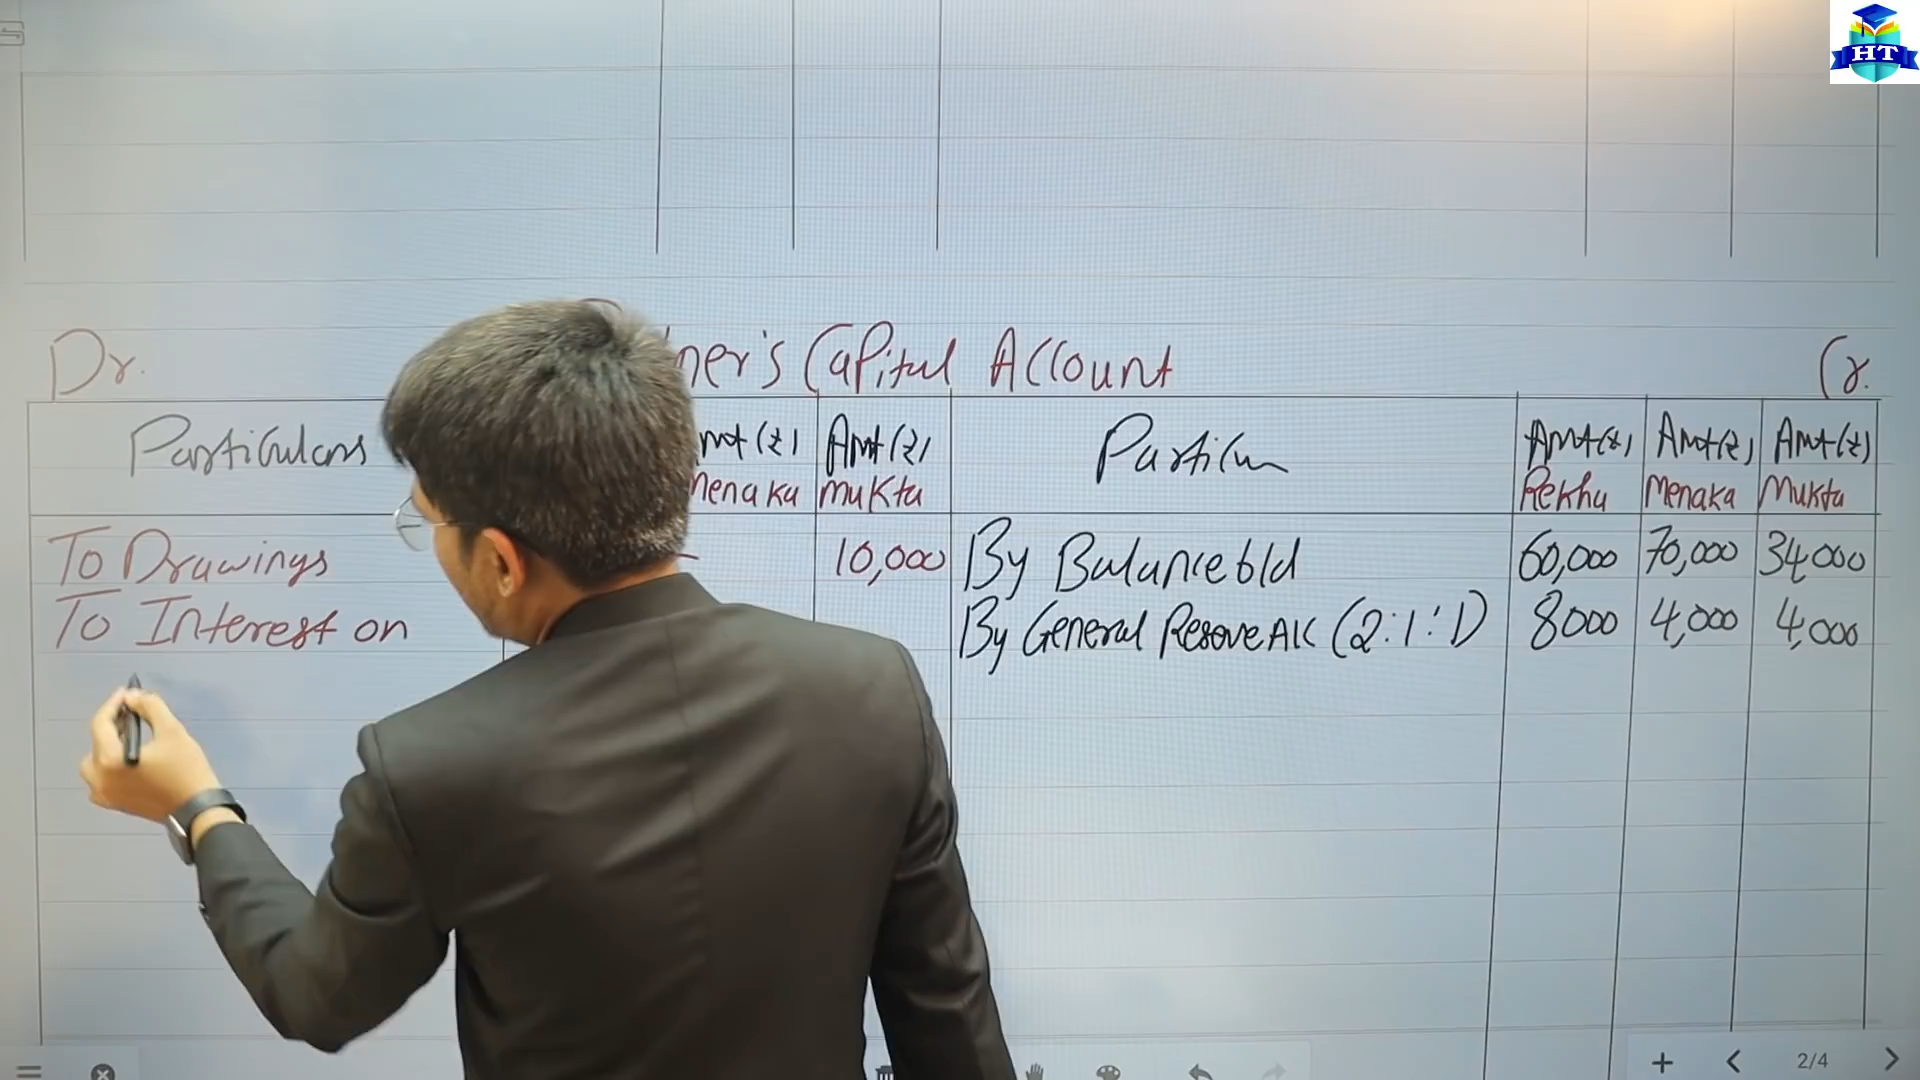 HT
Dr. ner's Capital Account Cr.
Particulars Amt(₹) Amt(₹) Particu Amt(₹) Amt(₹) Amt(₹)
Menaka Mukta Rekha Menaka Mukta
To Drawings - 10,000 By Balance b/d 60,000 70,000 34,000
To Interest on By General Reserve A/c (2:1:1) 8000 4,000 4,000
2/4